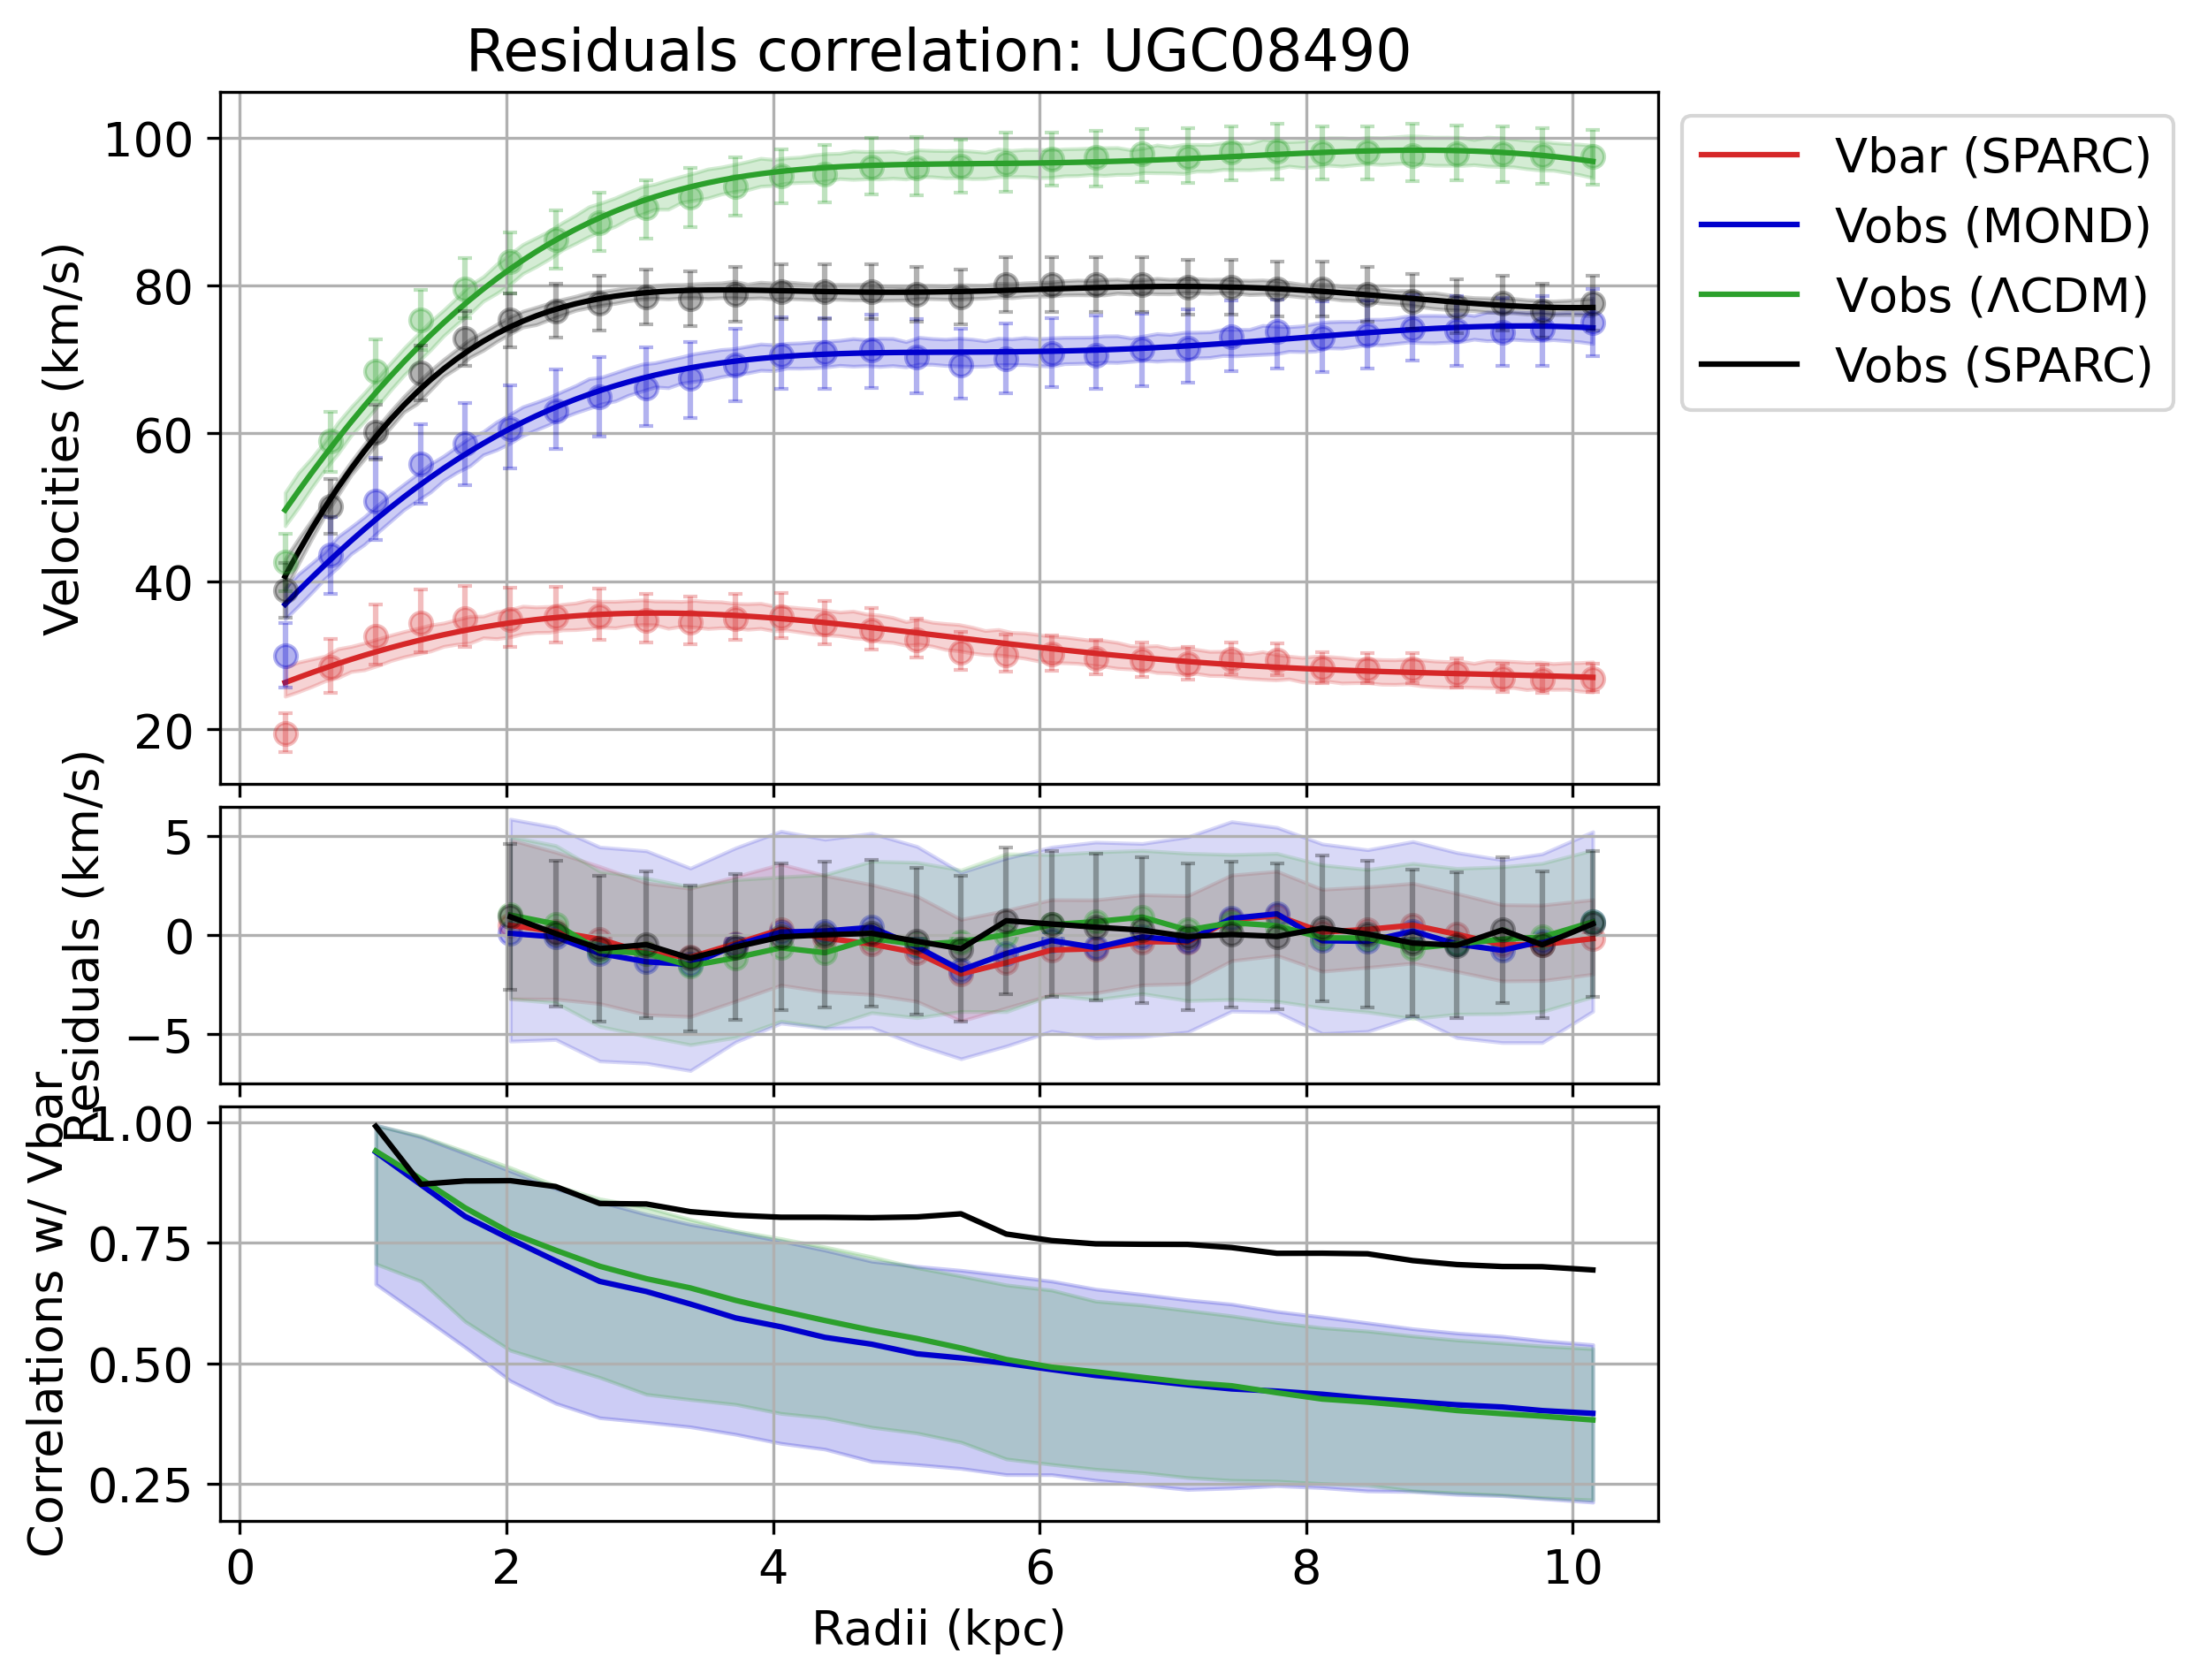 Residuals correlation: UGC08490
Velocities (km/s)
100
80
60
40
20
Vbar (SPARC)
Vobs (MOND)
Vobs (ΛCDM)
Vobs (SPARC)
Residuals (km/s)
5
0
−5
Correlations w/ Vbar
1.00
0.75
0.50
0.25
0 2 4 6 8 10
Radii (kpc)